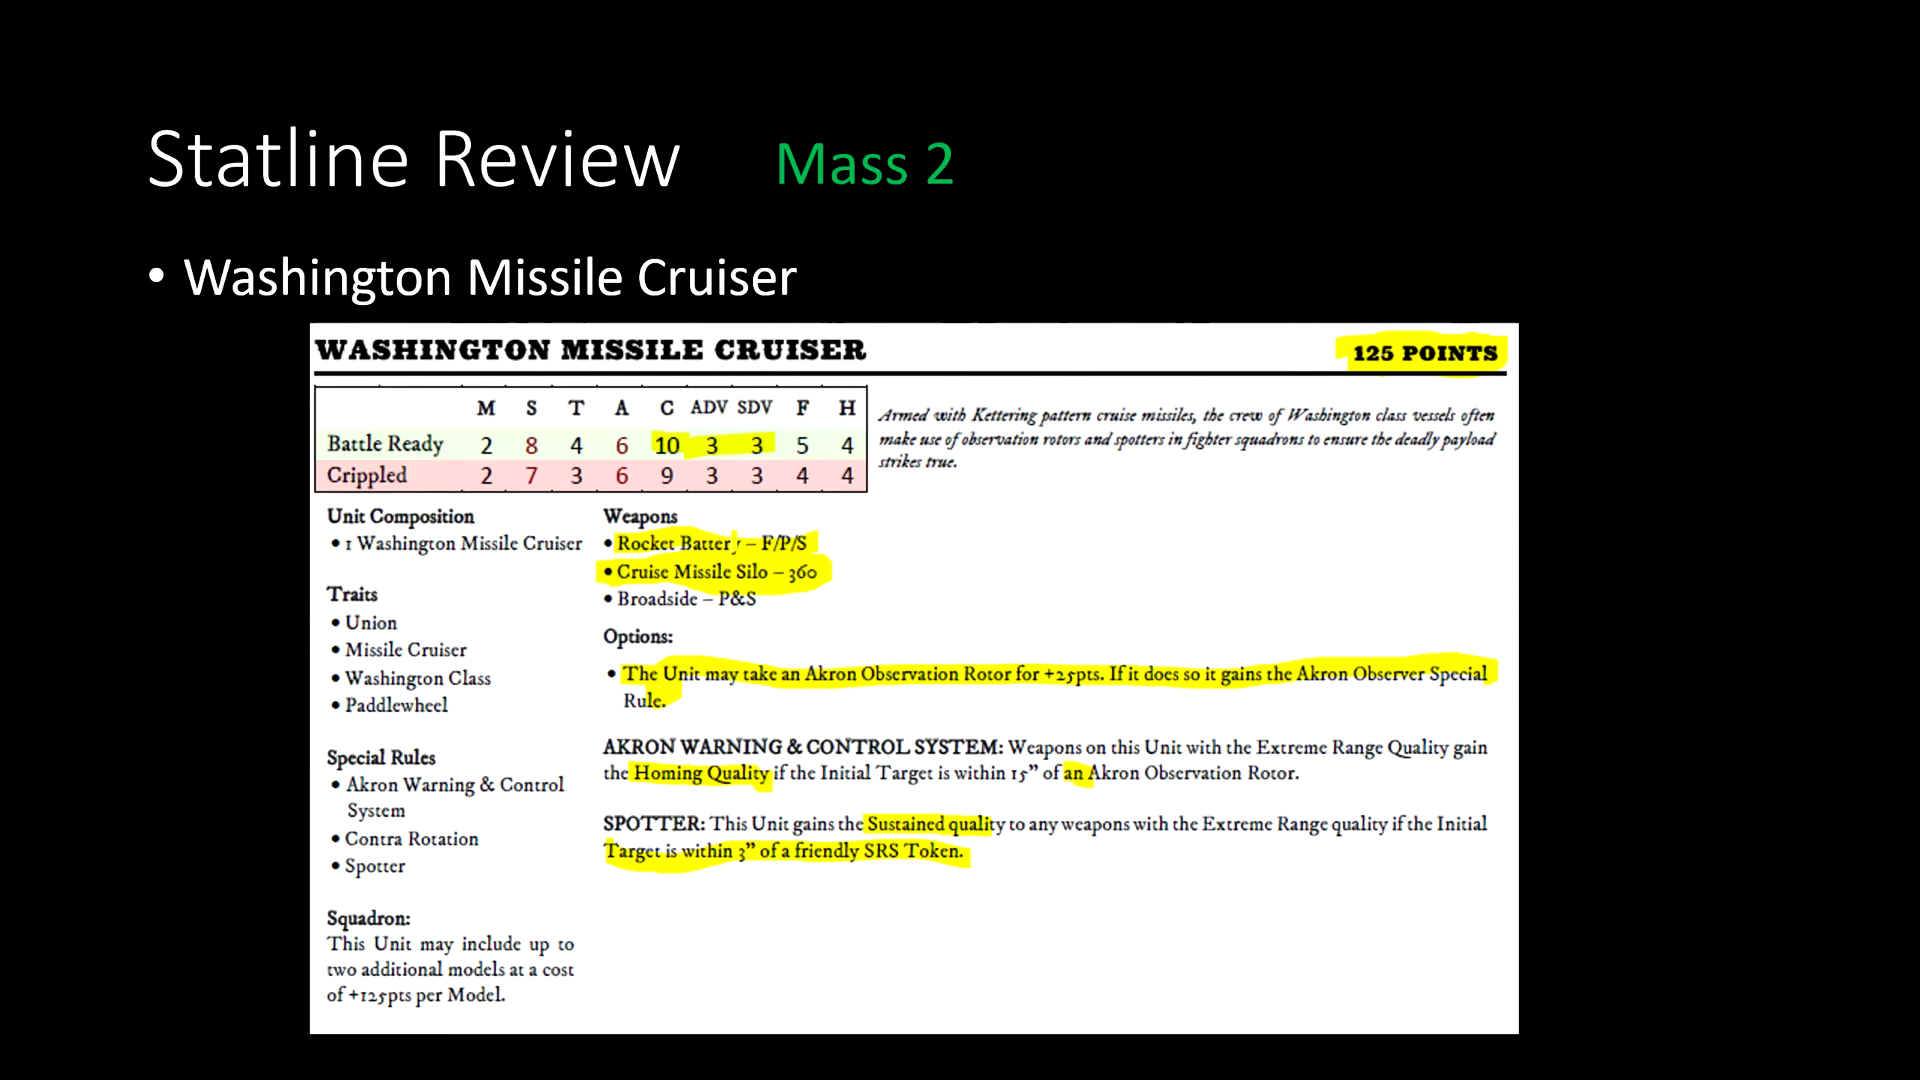 Statline Review Mass 2
• Washington Missile Cruiser
WASHINGTON MISSILE CRUISER 125 POINTS
M S T A C ADV SDV F H
Battle Ready 2 8 4 6 10 3 3 5 4
Crippled 2 7 3 6 9 3 3 4 4
Armed with Kettering pattern cruise missiles, the crew of Washington class vessels often
make use of observation rotors and spotters in fighter squadrons to ensure the deadly payload
strikes true.
Unit Composition
• 1 Washington Missile Cruiser
Traits
• Union
• Missile Cruiser
• Washington Class
• Paddlewheel
Special Rules
• Akron Warning & Control
System
• Contra Rotation
• Spotter
Squadron:
This Unit may include up to
two additional models at a cost
of +125pts per Model.
Weapons
• Rocket Battery – F/P/S
• Cruise Missile Silo – 360
• Broadside – P&S
Options:
• The Unit may take an Akron Observation Rotor for +25pts. If it does so it gains the Akron Observer Special
Rule.
AKRON WARNING & CONTROL SYSTEM: Weapons on this Unit with the Extreme Range Quality gain
the Homing Quality if the Initial Target is within 15” of an Akron Observation Rotor.
SPOTTER: This Unit gains the Sustained quality to any weapons with the Extreme Range quality if the Initial
Target is within 3” of a friendly SRS Token.